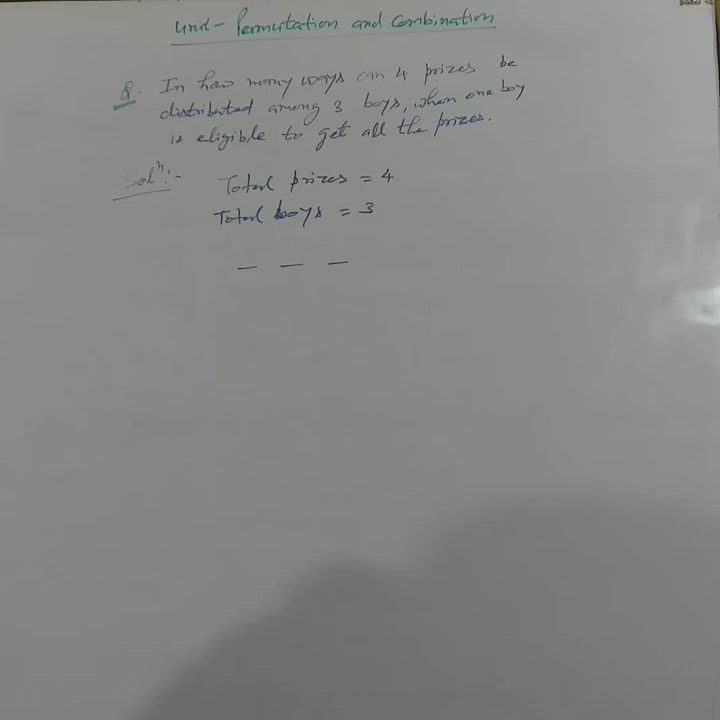 Unit - Permutation and Combination
Q. In how many ways can 4 prizes be
distributed among 3 boys, when one boy
is eligible to get all the prizes.
Solⁿ:- Total prizes = 4
Total boys = 3
_ _ _